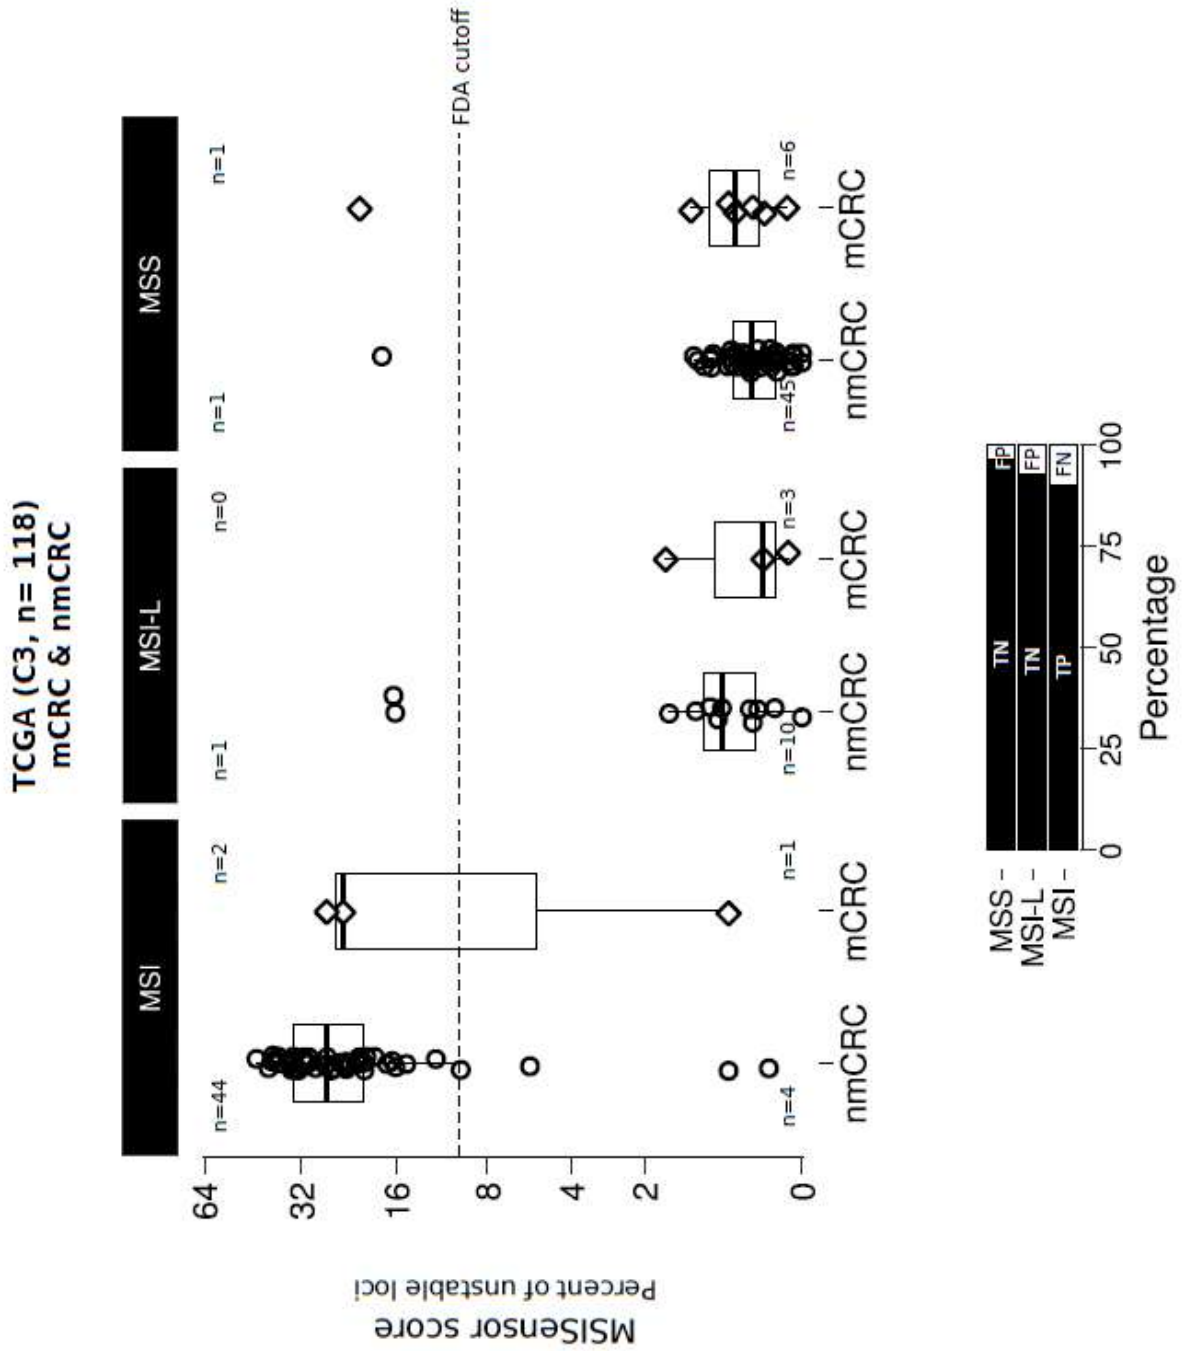 TCGA (C3, n= 118)
mCRC & nmCRC
MSI
MSI-L
MSS
n=44
n=2
n=1
n=0
n=1
n=1
FDA cutoff
MSISensor score
Percent of unstable loci
64
32
16
8
4
2
0
n=4
n=1
n=10
n=3
n=45
n=6
nmCRC
mCRC
nmCRC
mCRC
nmCRC
mCRC
MSS
TN
FP
MSI-L
TN
FP
MSI
TP
FN
0
25
50
75
100
Percentage